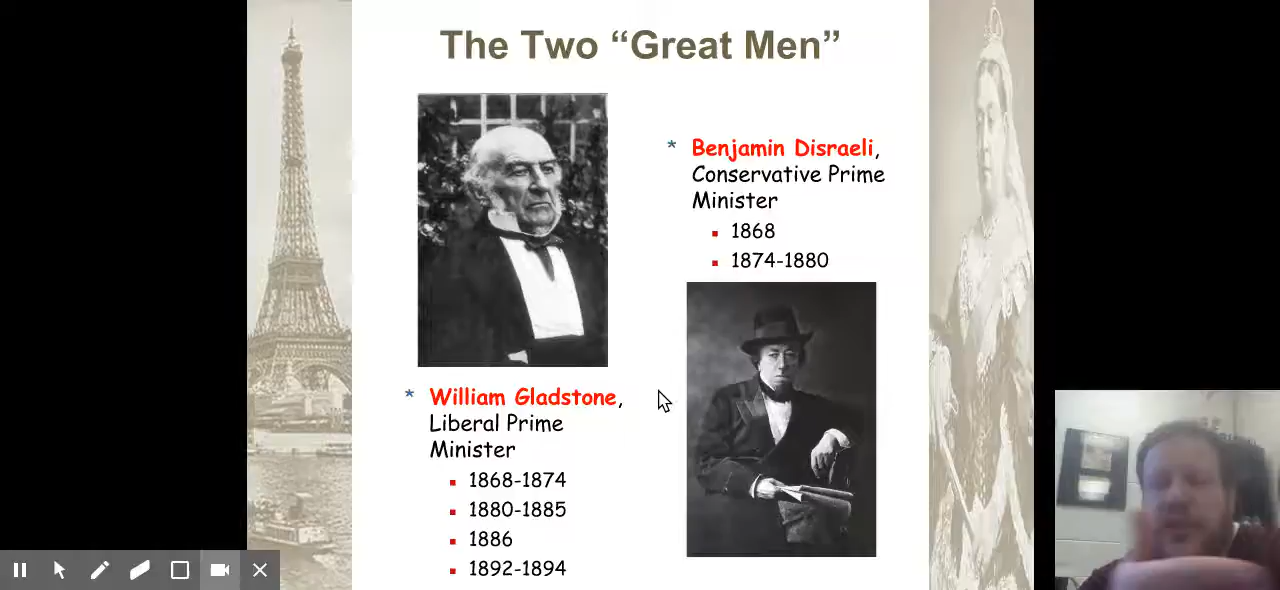 The Two “Great Men”
* Benjamin Disraeli,
Conservative Prime
Minister
▪ 1868
▪ 1874-1880
* William Gladstone,
Liberal Prime
Minister
▪ 1868-1874
▪ 1880-1885
▪ 1886
▪ 1892-1894